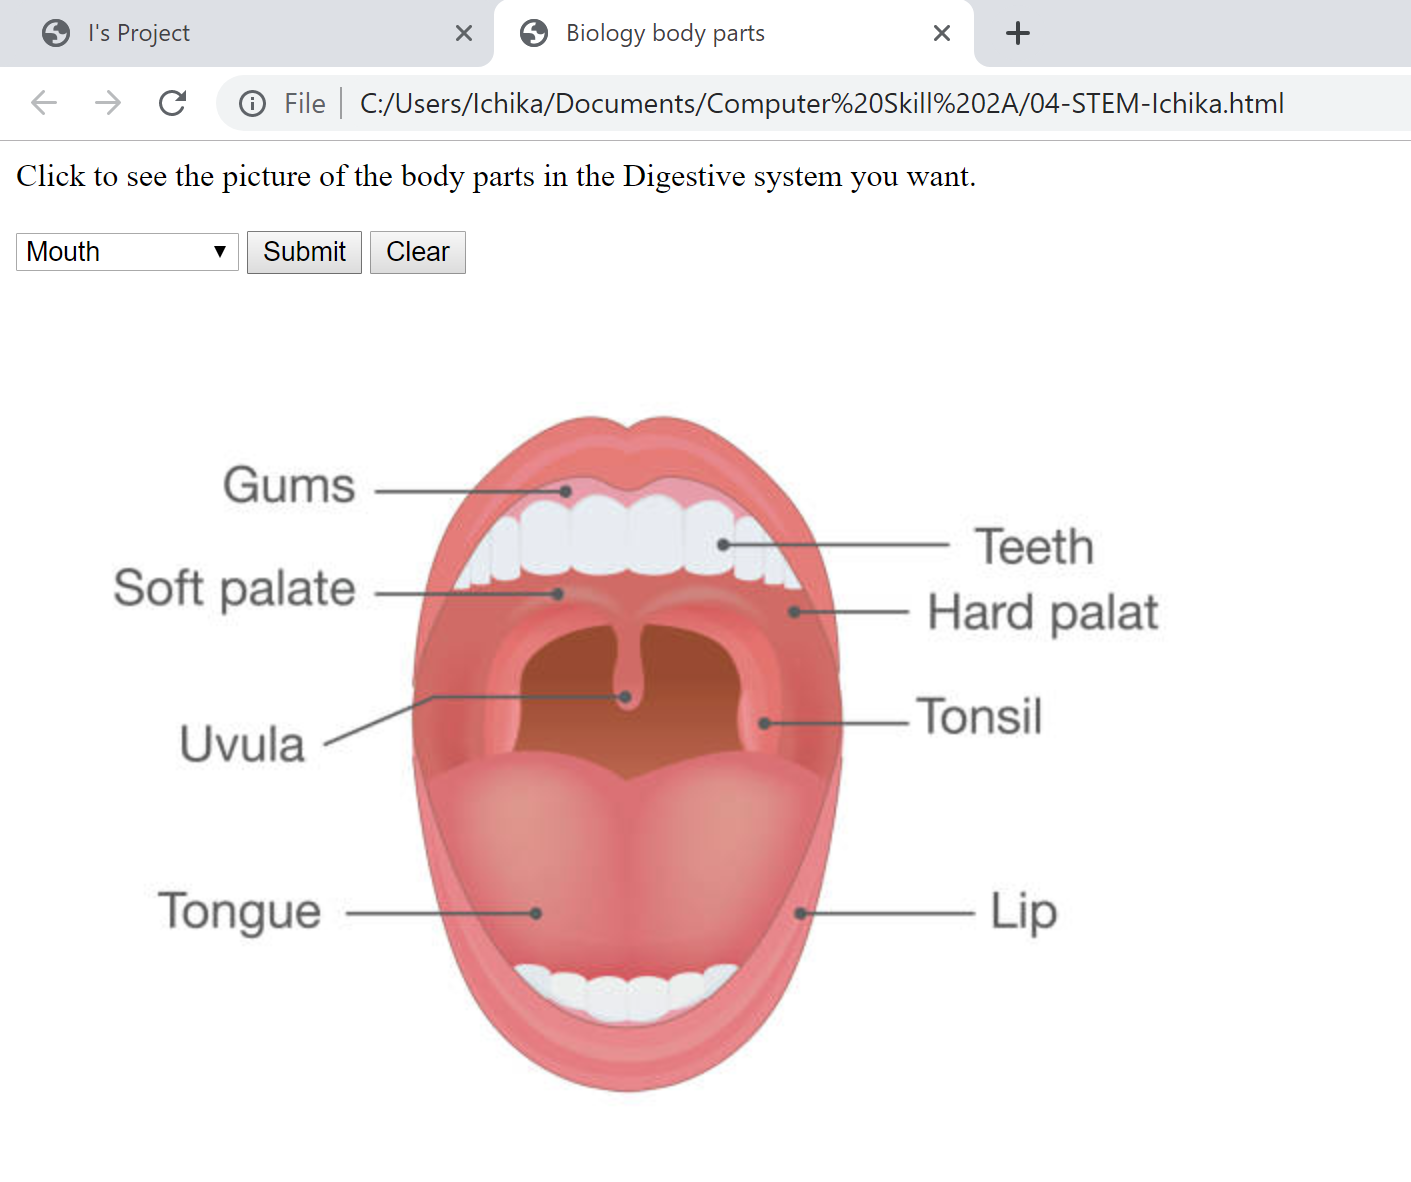 I's Project
Biology body parts
File
C:/Users/Ichika/Documents/Computer%20Skill%202A/04-STEM-Ichika.html
Click to see the picture of the body parts in the Digestive system you want.
Mouth Submit Clear
Gums
Teeth
Soft palate
Hard palat
Uvula
Tonsil
Tongue
Lip